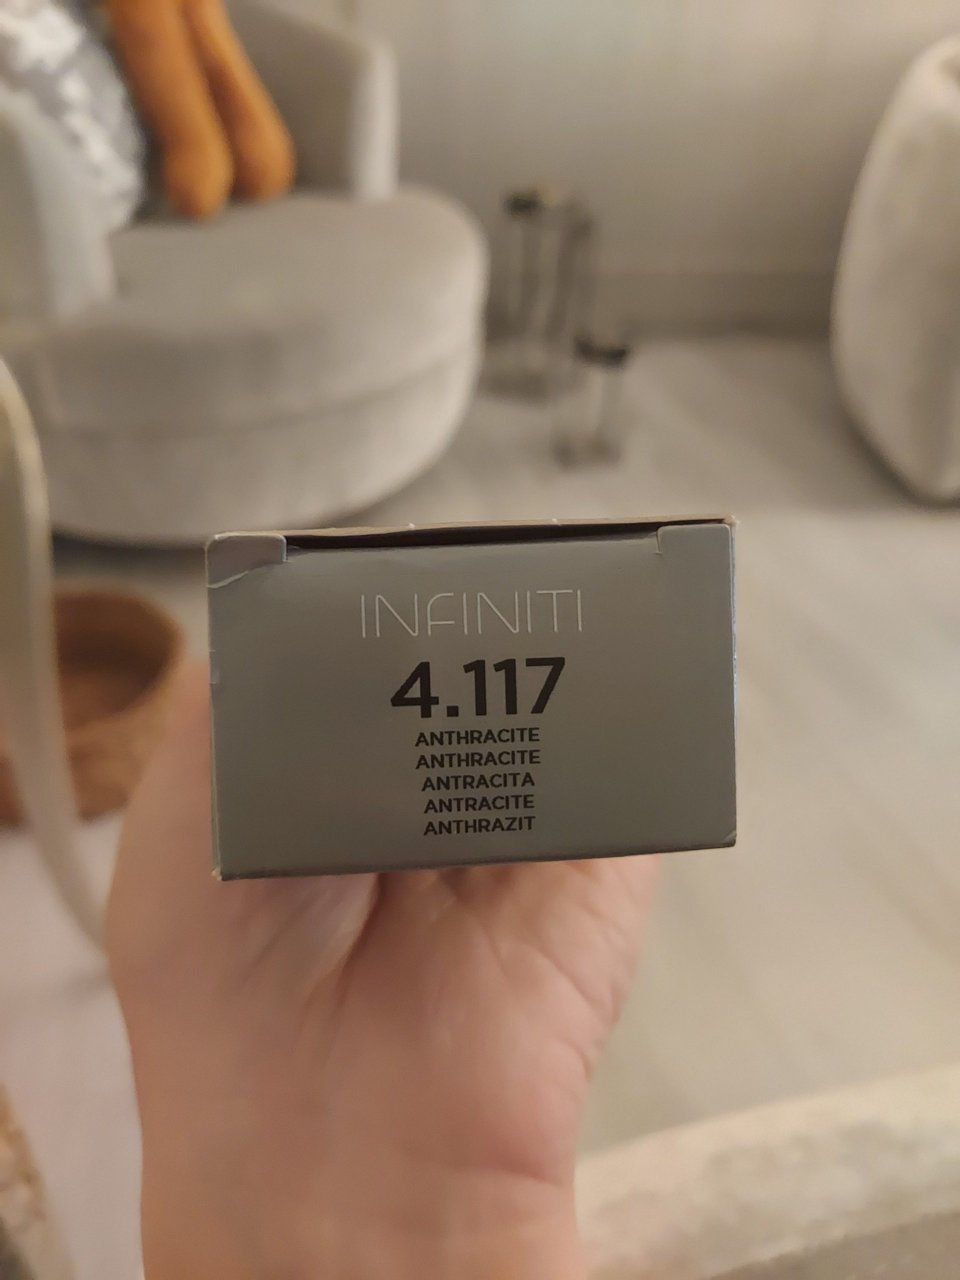 INFINITI
4.117
ANTHRACITE
ANTHRACITE
ANTRACITA
ANTRACITE
ANTHRAZIT